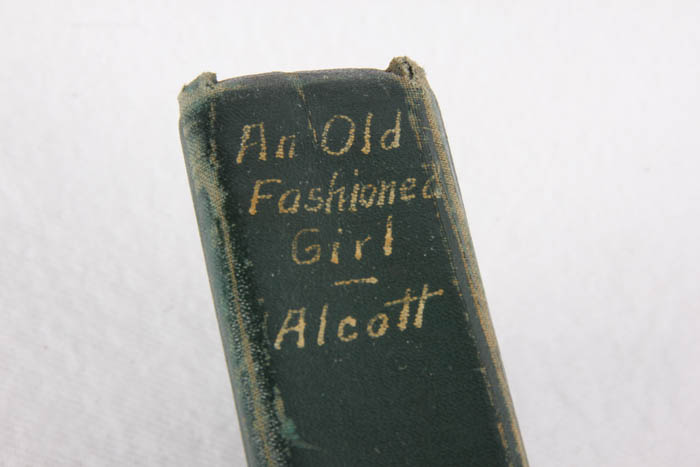 An Old
Fashioned
Girl
—
Alcott